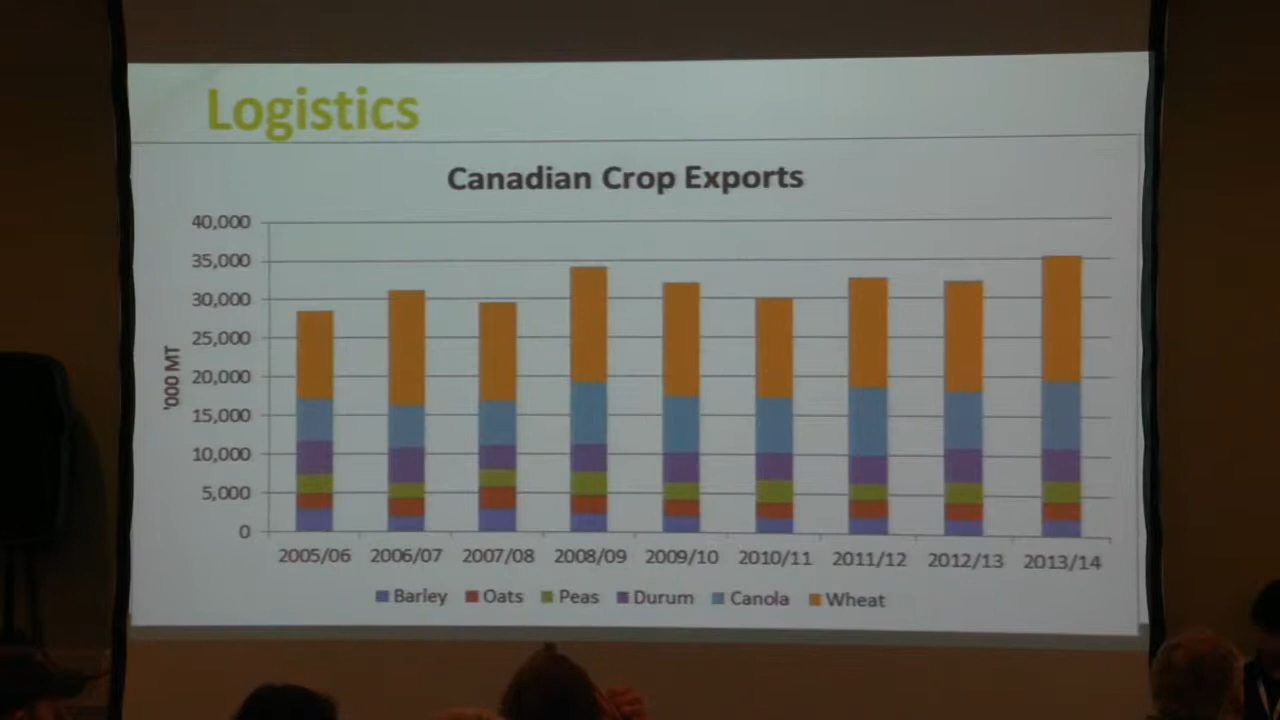 Logistics
Canadian Crop Exports
40,000
35,000
30,000
25,000
20,000
15,000
10,000
5,000
0
'000 MT
2005/06 2006/07 2007/08 2008/09 2009/10 2010/11 2011/12 2012/13 2013/14
Barley Oats Peas Durum Canola Wheat